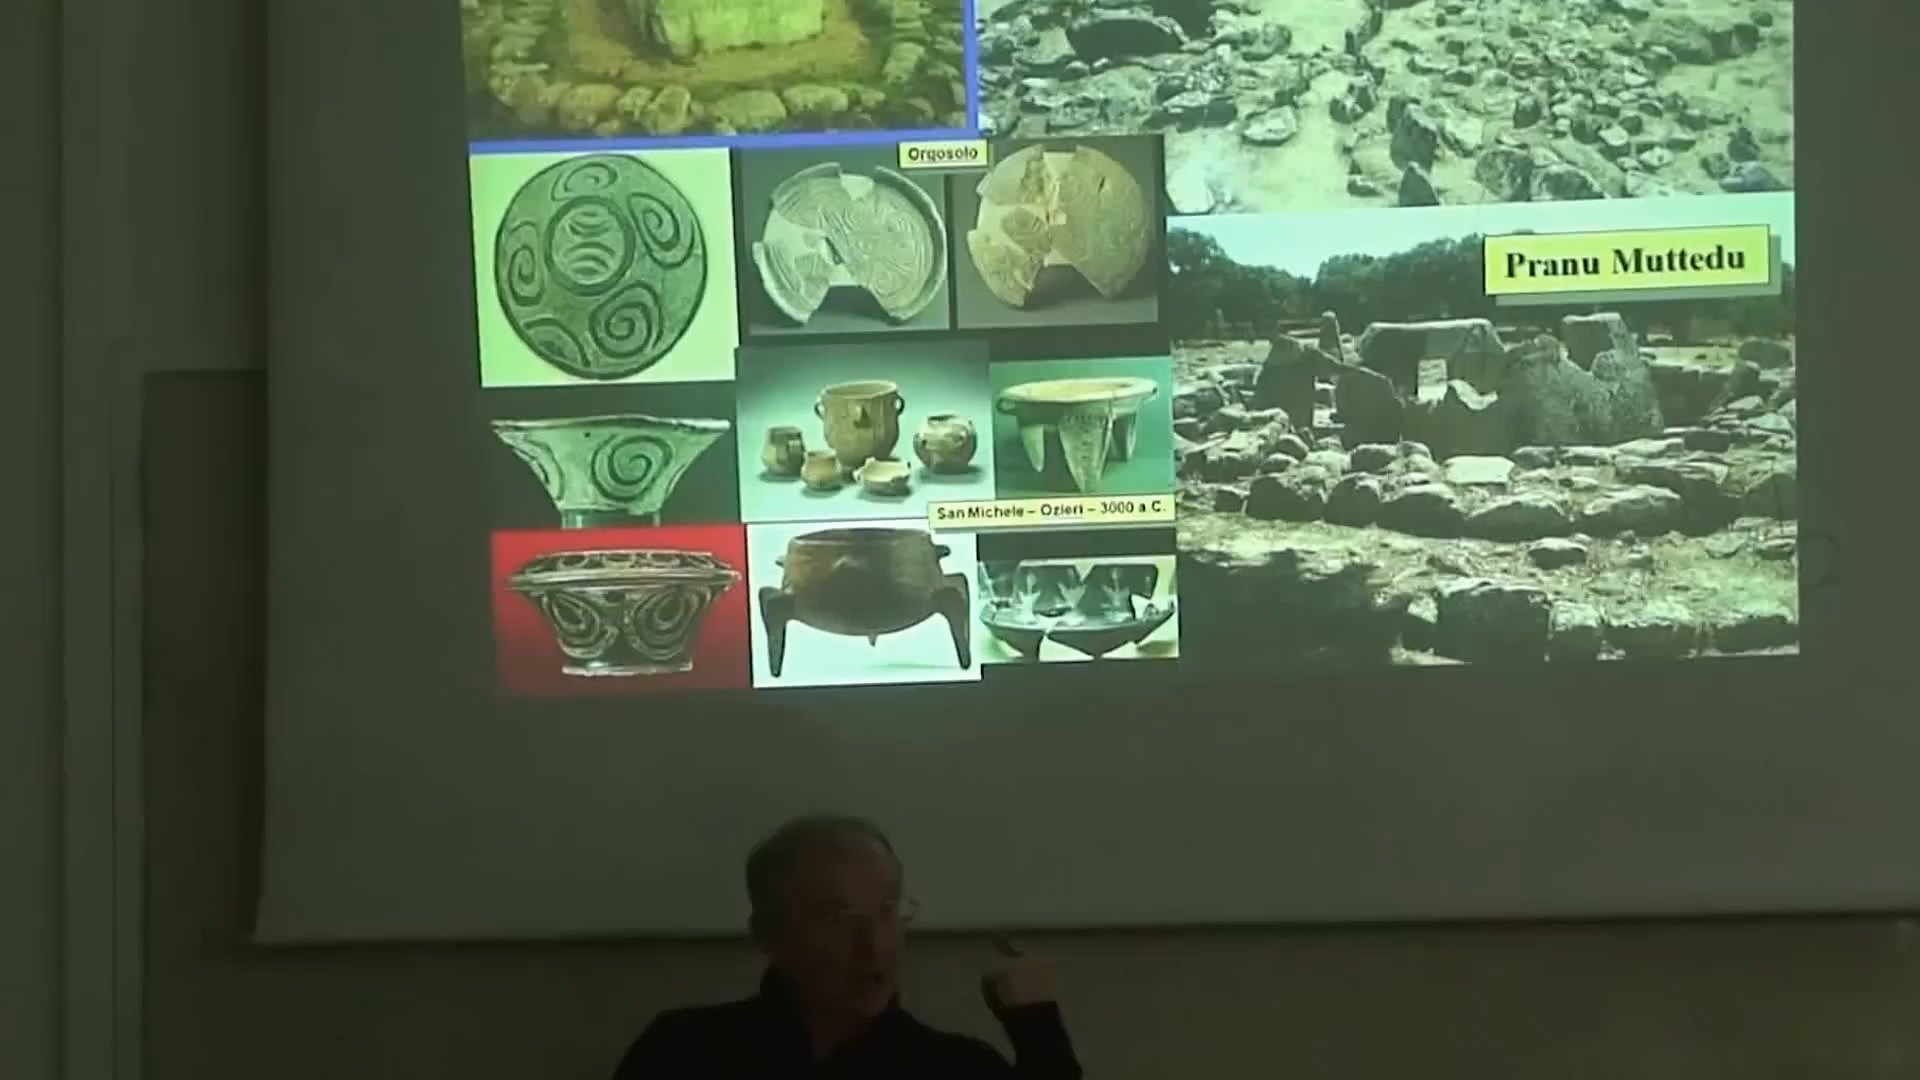 Orgosolo
Pranu Muttedu
San Michele – Ozieri – 3000 a.C.